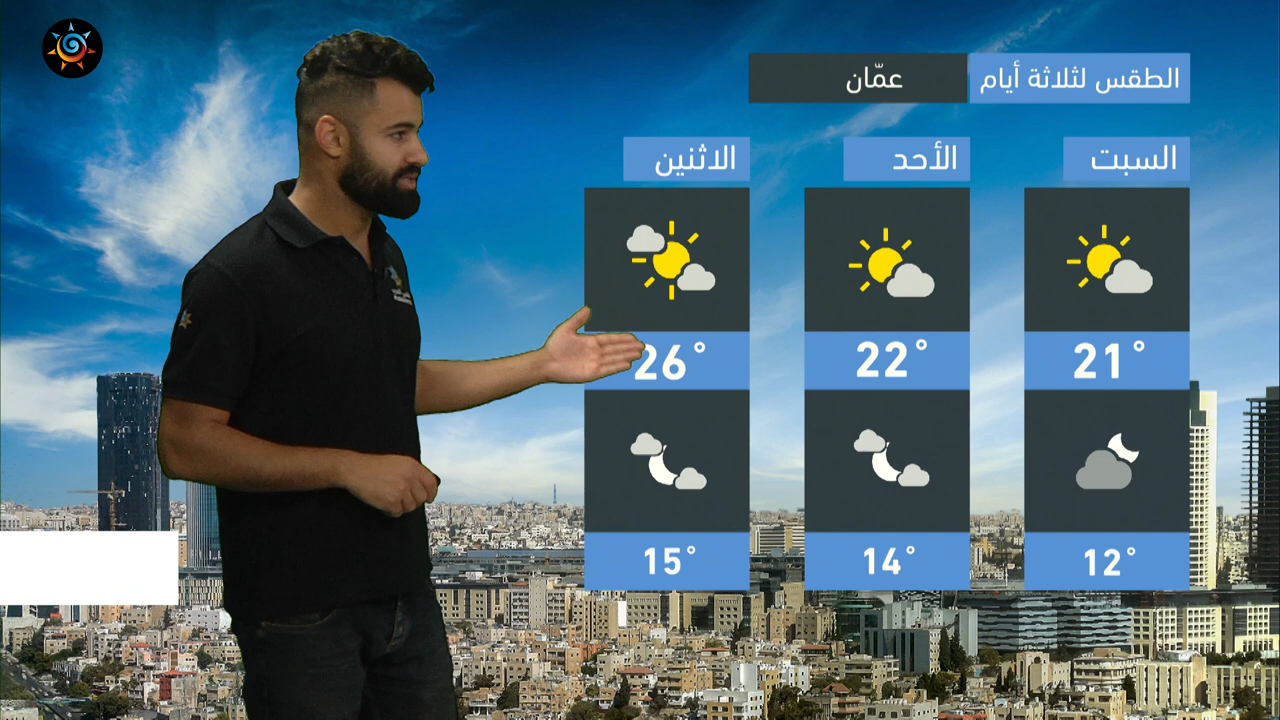 الطقس لثلاثة أيام
عمّان
السبت
الأحد
الاثنين
21°
22°
26°
12°
14°
15°